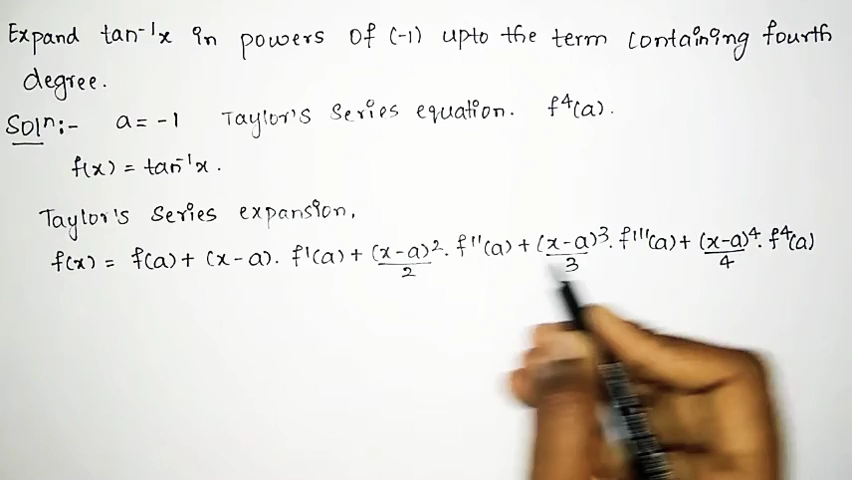 Expand tan⁻¹x in powers of (-1) upto the term containing fourth
degree.
Solⁿ:- a = -1 Taylor's series equation. f⁴(a).
f(x) = tan⁻¹x.
Taylor's series expansion,
f(x) = f(a) + (x-a). f'(a) + (x-a)²/2 . f''(a) + (x-a)³/3 . f'''(a) + (x-a)⁴/4 . f⁴(a)